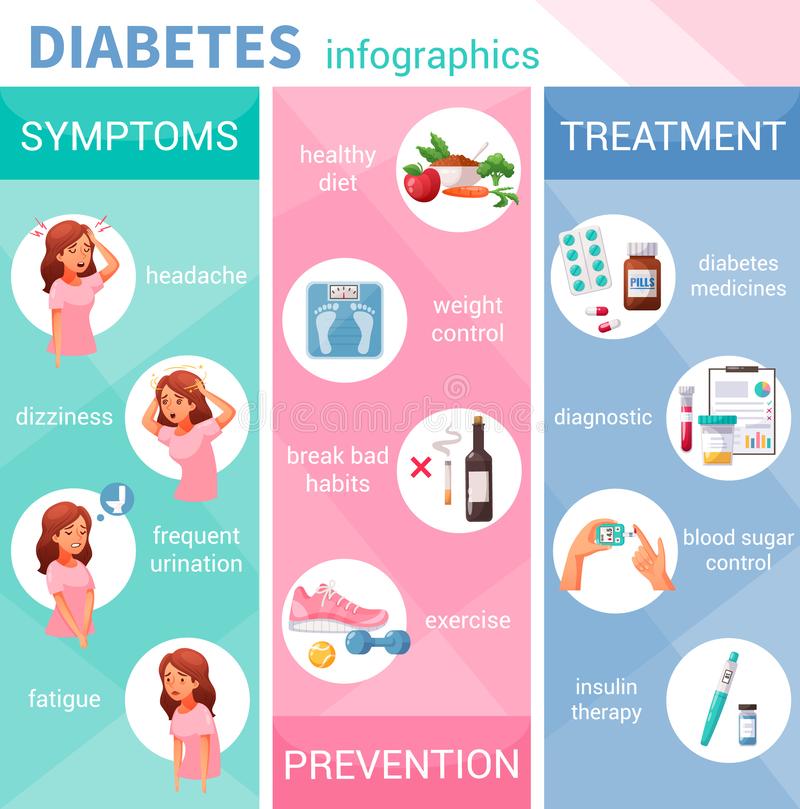 DIABETES infographics
SYMPTOMS
headache
dizziness
frequent
urination
fatigue
healthy
diet
weight
control
break bad
habits
exercise
PREVENTION
TREATMENT
diabetes
medicines
PILLS
diagnostic
blood sugar
control
insulin
therapy
dreamstime